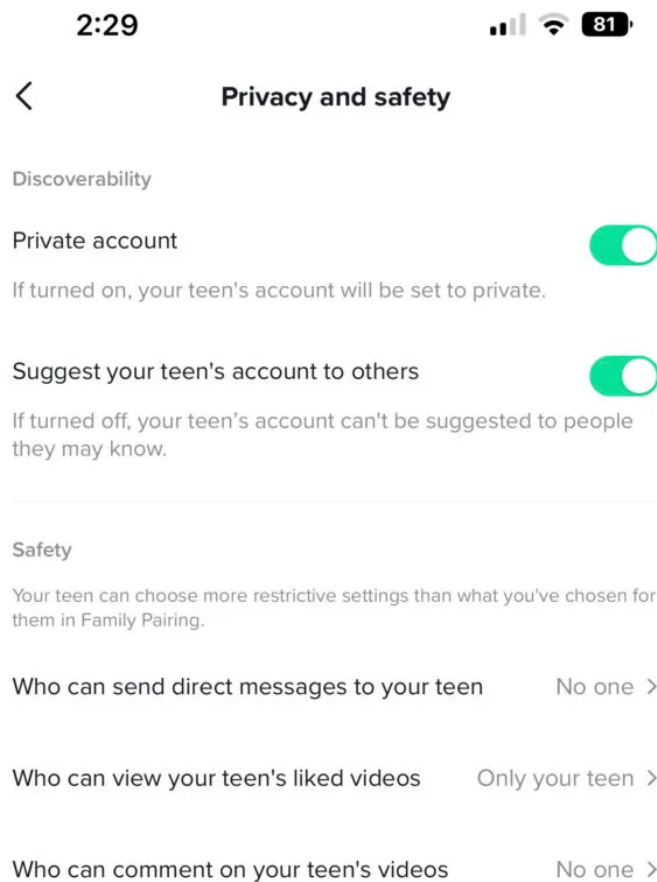 2:29
81
Privacy and safety
Discoverability
Private account
If turned on, your teen's account will be set to private.
Suggest your teen's account to others
If turned off, your teen’s account can't be suggested to people
they may know.
Safety
Your teen can choose more restrictive settings than what you've chosen for
them in Family Pairing.
Who can send direct messages to your teen No one >
Who can view your teen's liked videos Only your teen >
Who can comment on your teen's videos No one >